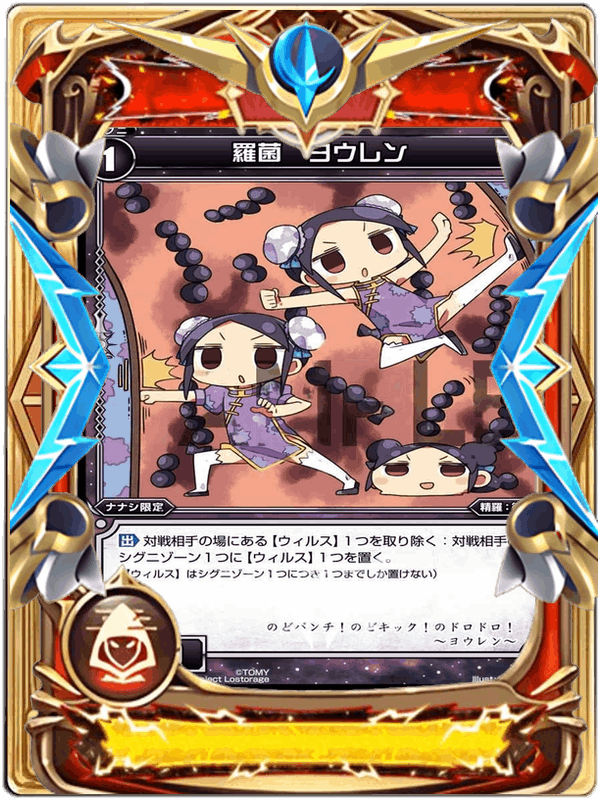 1
羅菌 ヨウレン
ナナシ限定
精羅:
出 対戦相手の場にある【ウィルス】1つを取り除く:対戦相手
シグニゾーン1つに【ウィルス】1つを置く。
【ウィルス】はシグニゾーン1つにつき1つまでしか置けない)
のどパンチ!のどキック!のドロドロ!
~ヨウレン~
©TOMY
ject Lostorage
Illust: